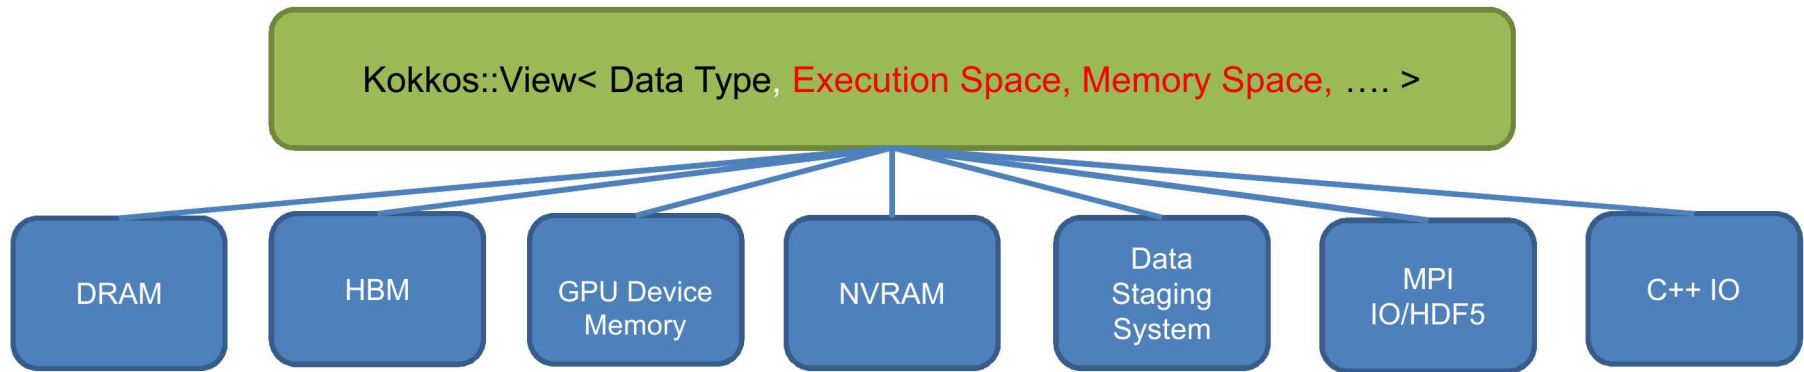 Kokkos::View< Data Type, Execution Space, Memory Space, …. >
DRAM
HBM
GPU Device
Memory
NVRAM
Data
Staging
System
MPI
IO/HDF5
C++ IO